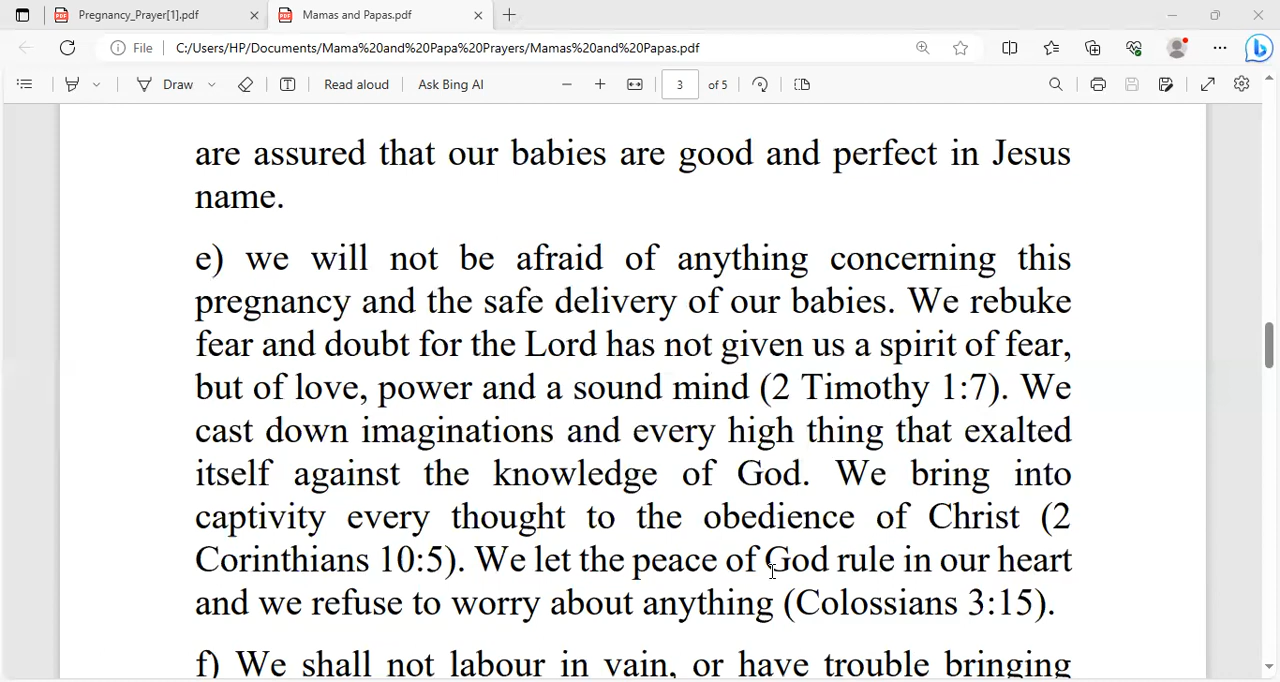 Pregnancy_Prayer[1].pdf
Mamas and Papas.pdf
File C:/Users/HP/Documents/Mama%20and%20Papa%20Prayers/Mamas%20and%20Papas.pdf
Draw Read aloud Ask Bing AI 3 of 5
are assured that our babies are good and perfect in Jesus
name.
e) we will not be afraid of anything concerning this
pregnancy and the safe delivery of our babies. We rebuke
fear and doubt for the Lord has not given us a spirit of fear,
but of love, power and a sound mind (2 Timothy 1:7). We
cast down imaginations and every high thing that exalted
itself against the knowledge of God. We bring into
captivity every thought to the obedience of Christ (2
Corinthians 10:5). We let the peace of God rule in our heart
and we refuse to worry about anything (Colossians 3:15).
f) We shall not labour in vain, or have trouble bringing